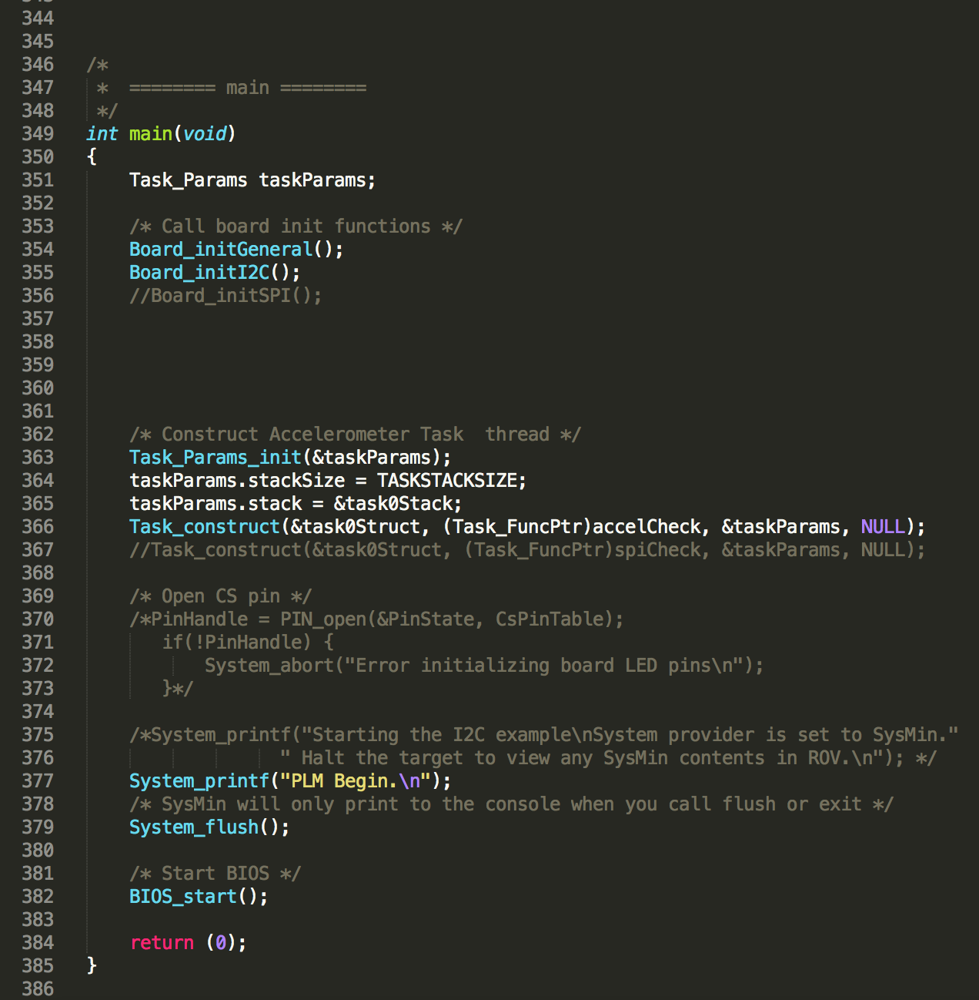 344
345
346 /*
347 * ======== main ========
348 */
349 int main(void)
350 {
351 Task_Params taskParams;
352
353 /* Call board init functions */
354 Board_initGeneral();
355 Board_initI2C();
356 //Board_initSPI();
357
358
359
360
361
362 /* Construct Accelerometer Task  thread */
363 Task_Params_init(&taskParams);
364 taskParams.stackSize = TASKSTACKSIZE;
365 taskParams.stack = &task0Stack;
366 Task_construct(&task0Struct, (Task_FuncPtr)accelCheck, &taskParams, NULL);
367 //Task_construct(&task0Struct, (Task_FuncPtr)spiCheck, &taskParams, NULL);
368
369 /* Open CS pin */
370 /*PinHandle = PIN_open(&PinState, CsPinTable);
371 if(!PinHandle) {
372 System_abort("Error initializing board LED pins\n");
373 }*/
374
375 /*System_printf("Starting the I2C example\nSystem provider is set to SysMin."
376 " Halt the target to view any SysMin contents in ROV.\n"); */
377 System_printf("PLM Begin.\n");
378 /* SysMin will only print to the console when you call flush or exit */
379 System_flush();
380
381 /* Start BIOS */
382 BIOS_start();
383
384 return (0);
385 }
386